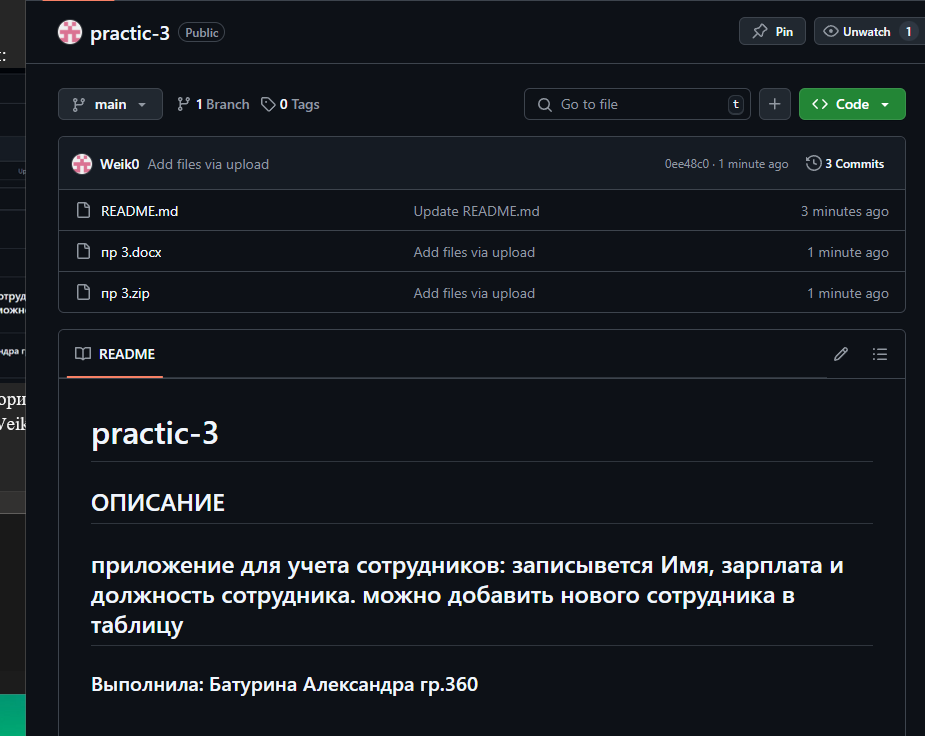 practic-3 Public Pin Unwatch 1
main 1 Branch 0 Tags Go to file t Code
Weik0 Add files via upload 0ee48c0 · 1 minute ago 3 Commits
README.md Update README.md 3 minutes ago
пр 3.docx Add files via upload 1 minute ago
пр 3.zip Add files via upload 1 minute ago
README
practic-3
ОПИСАНИЕ
приложение для учета сотрудников: записывется Имя, зарплата и
должность сотрудника. можно добавить нового сотрудника в
таблицу
Выполнила: Батурина Александра гр.360